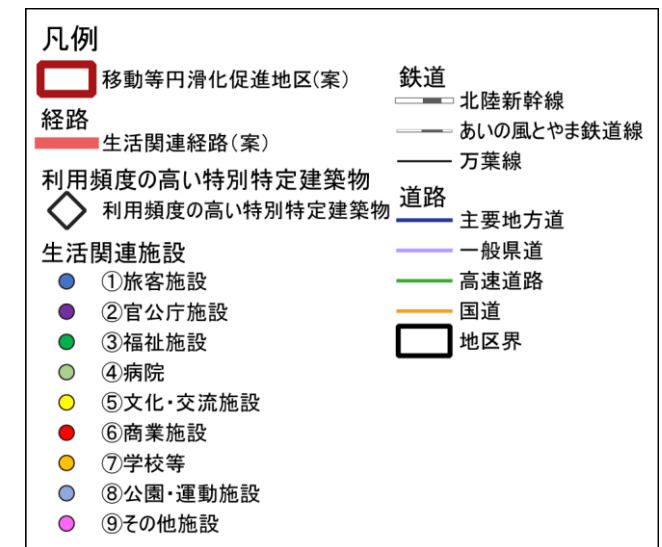 凡例
移動等円滑化促進地区(案)
経路
生活関連経路(案)
利用頻度の高い特別特定建築物
利用頻度の高い特別特定建築物
生活関連施設
①旅客施設
②官公庁施設
③福祉施設
④病院
⑤文化・交流施設
⑥商業施設
⑦学校等
⑧公園・運動施設
⑨その他施設
鉄道
北陸新幹線
あいの風とやま鉄道線
万葉線
道路
主要地方道
一般県道
高速道路
国道
地区界